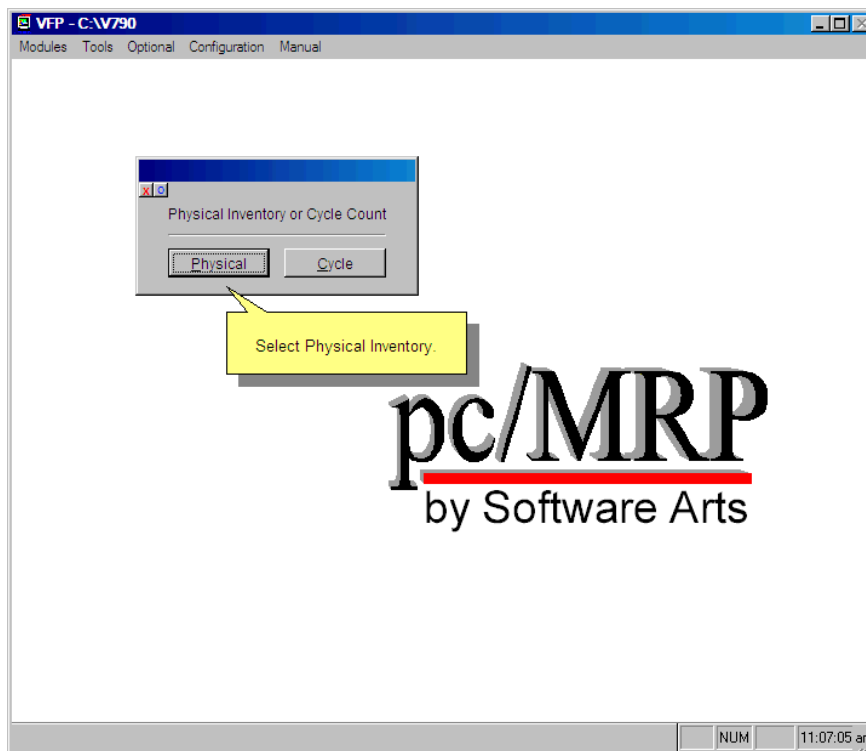 VFP - C:\V790
Modules Tools Optional Configuration Manual
X O
Physical Inventory or Cycle Count
Physical Cycle
Select Physical Inventory.
pc/MRP
by Software Arts
NUM 11:07:05 a